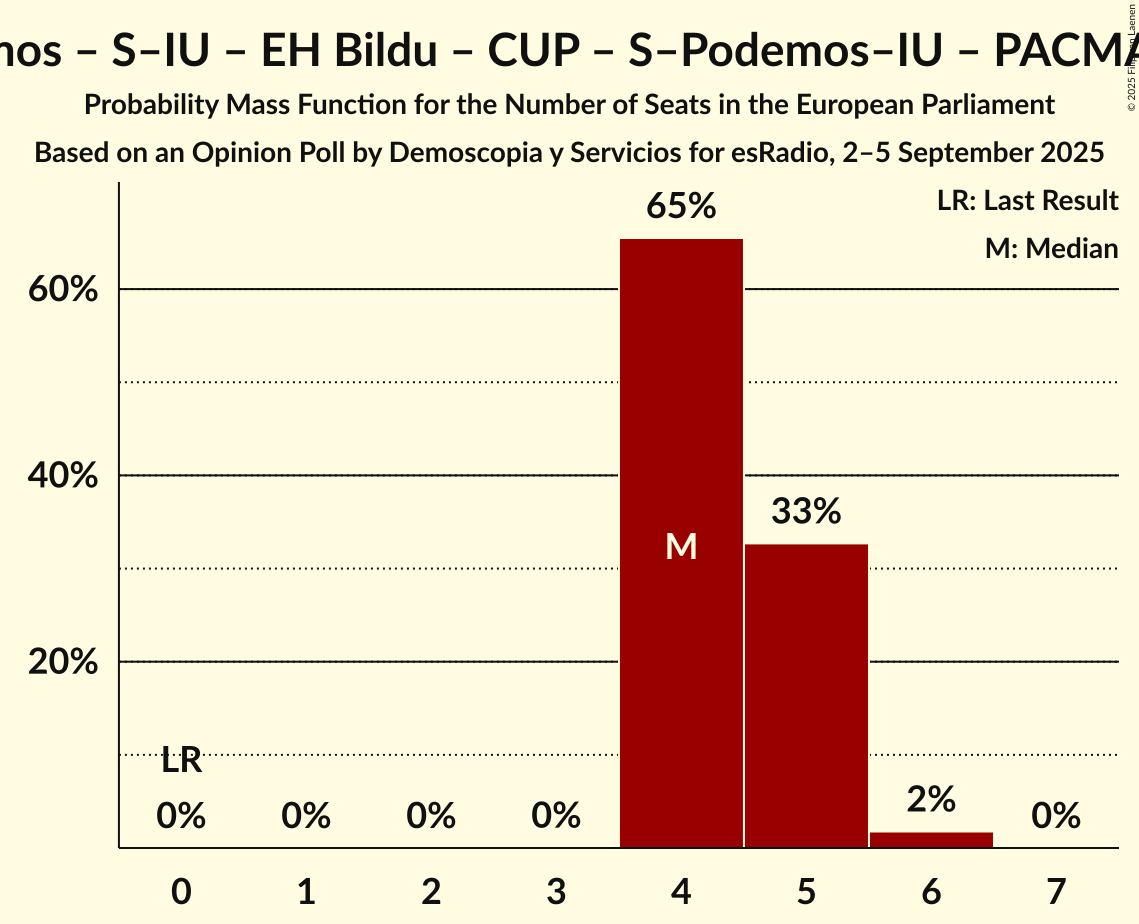 – S–IU – EH Bildu – CUP – S–Podemos–IU –
Probability Mass Function for the Number of Seats in the European Parliament
Based on an Opinion Poll by Demoscopia y Servicios for esRadio, 2–5 September 2025
© 2025 Filip van Laenen
LR: Last Result
M: Median
65%
60%
40%
33%
M
20%
LR
2%
0% 0% 0% 0% 0%
0 1 2 3 4 5 6 7